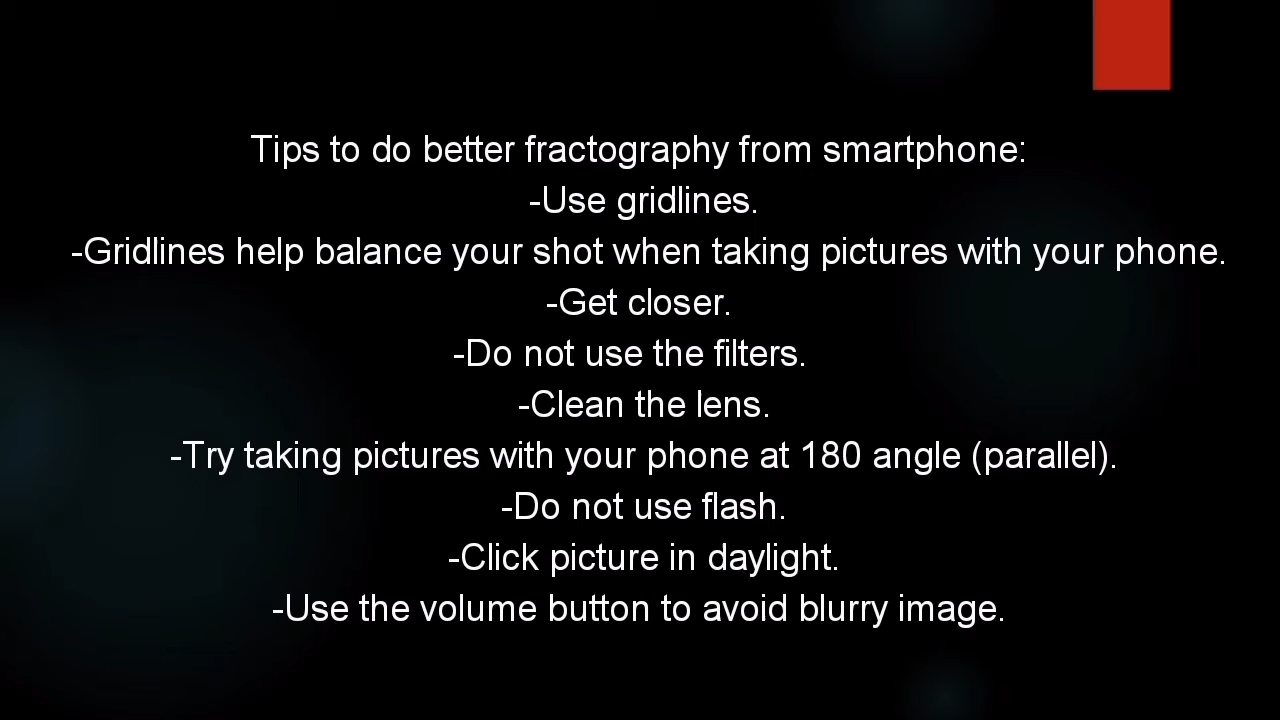 Tips to do better fractography from smartphone:
-Use gridlines.
-Gridlines help balance your shot when taking pictures with your phone.
-Get closer.
-Do not use the filters.
-Clean the lens.
-Try taking pictures with your phone at 180 angle (parallel).
-Do not use flash.
-Click picture in daylight.
-Use the volume button to avoid blurry image.